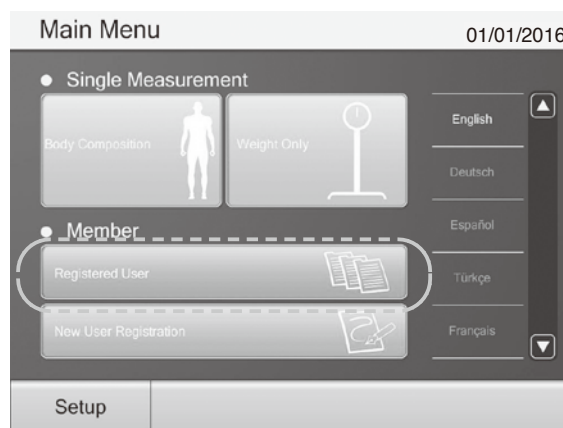 Main Menu
01/01/2016
Single Measurement
Body Composition
Weight Only
Member
Registered User
New User Registration
English
Deutsch
Español
Türkçe
Français
Setup